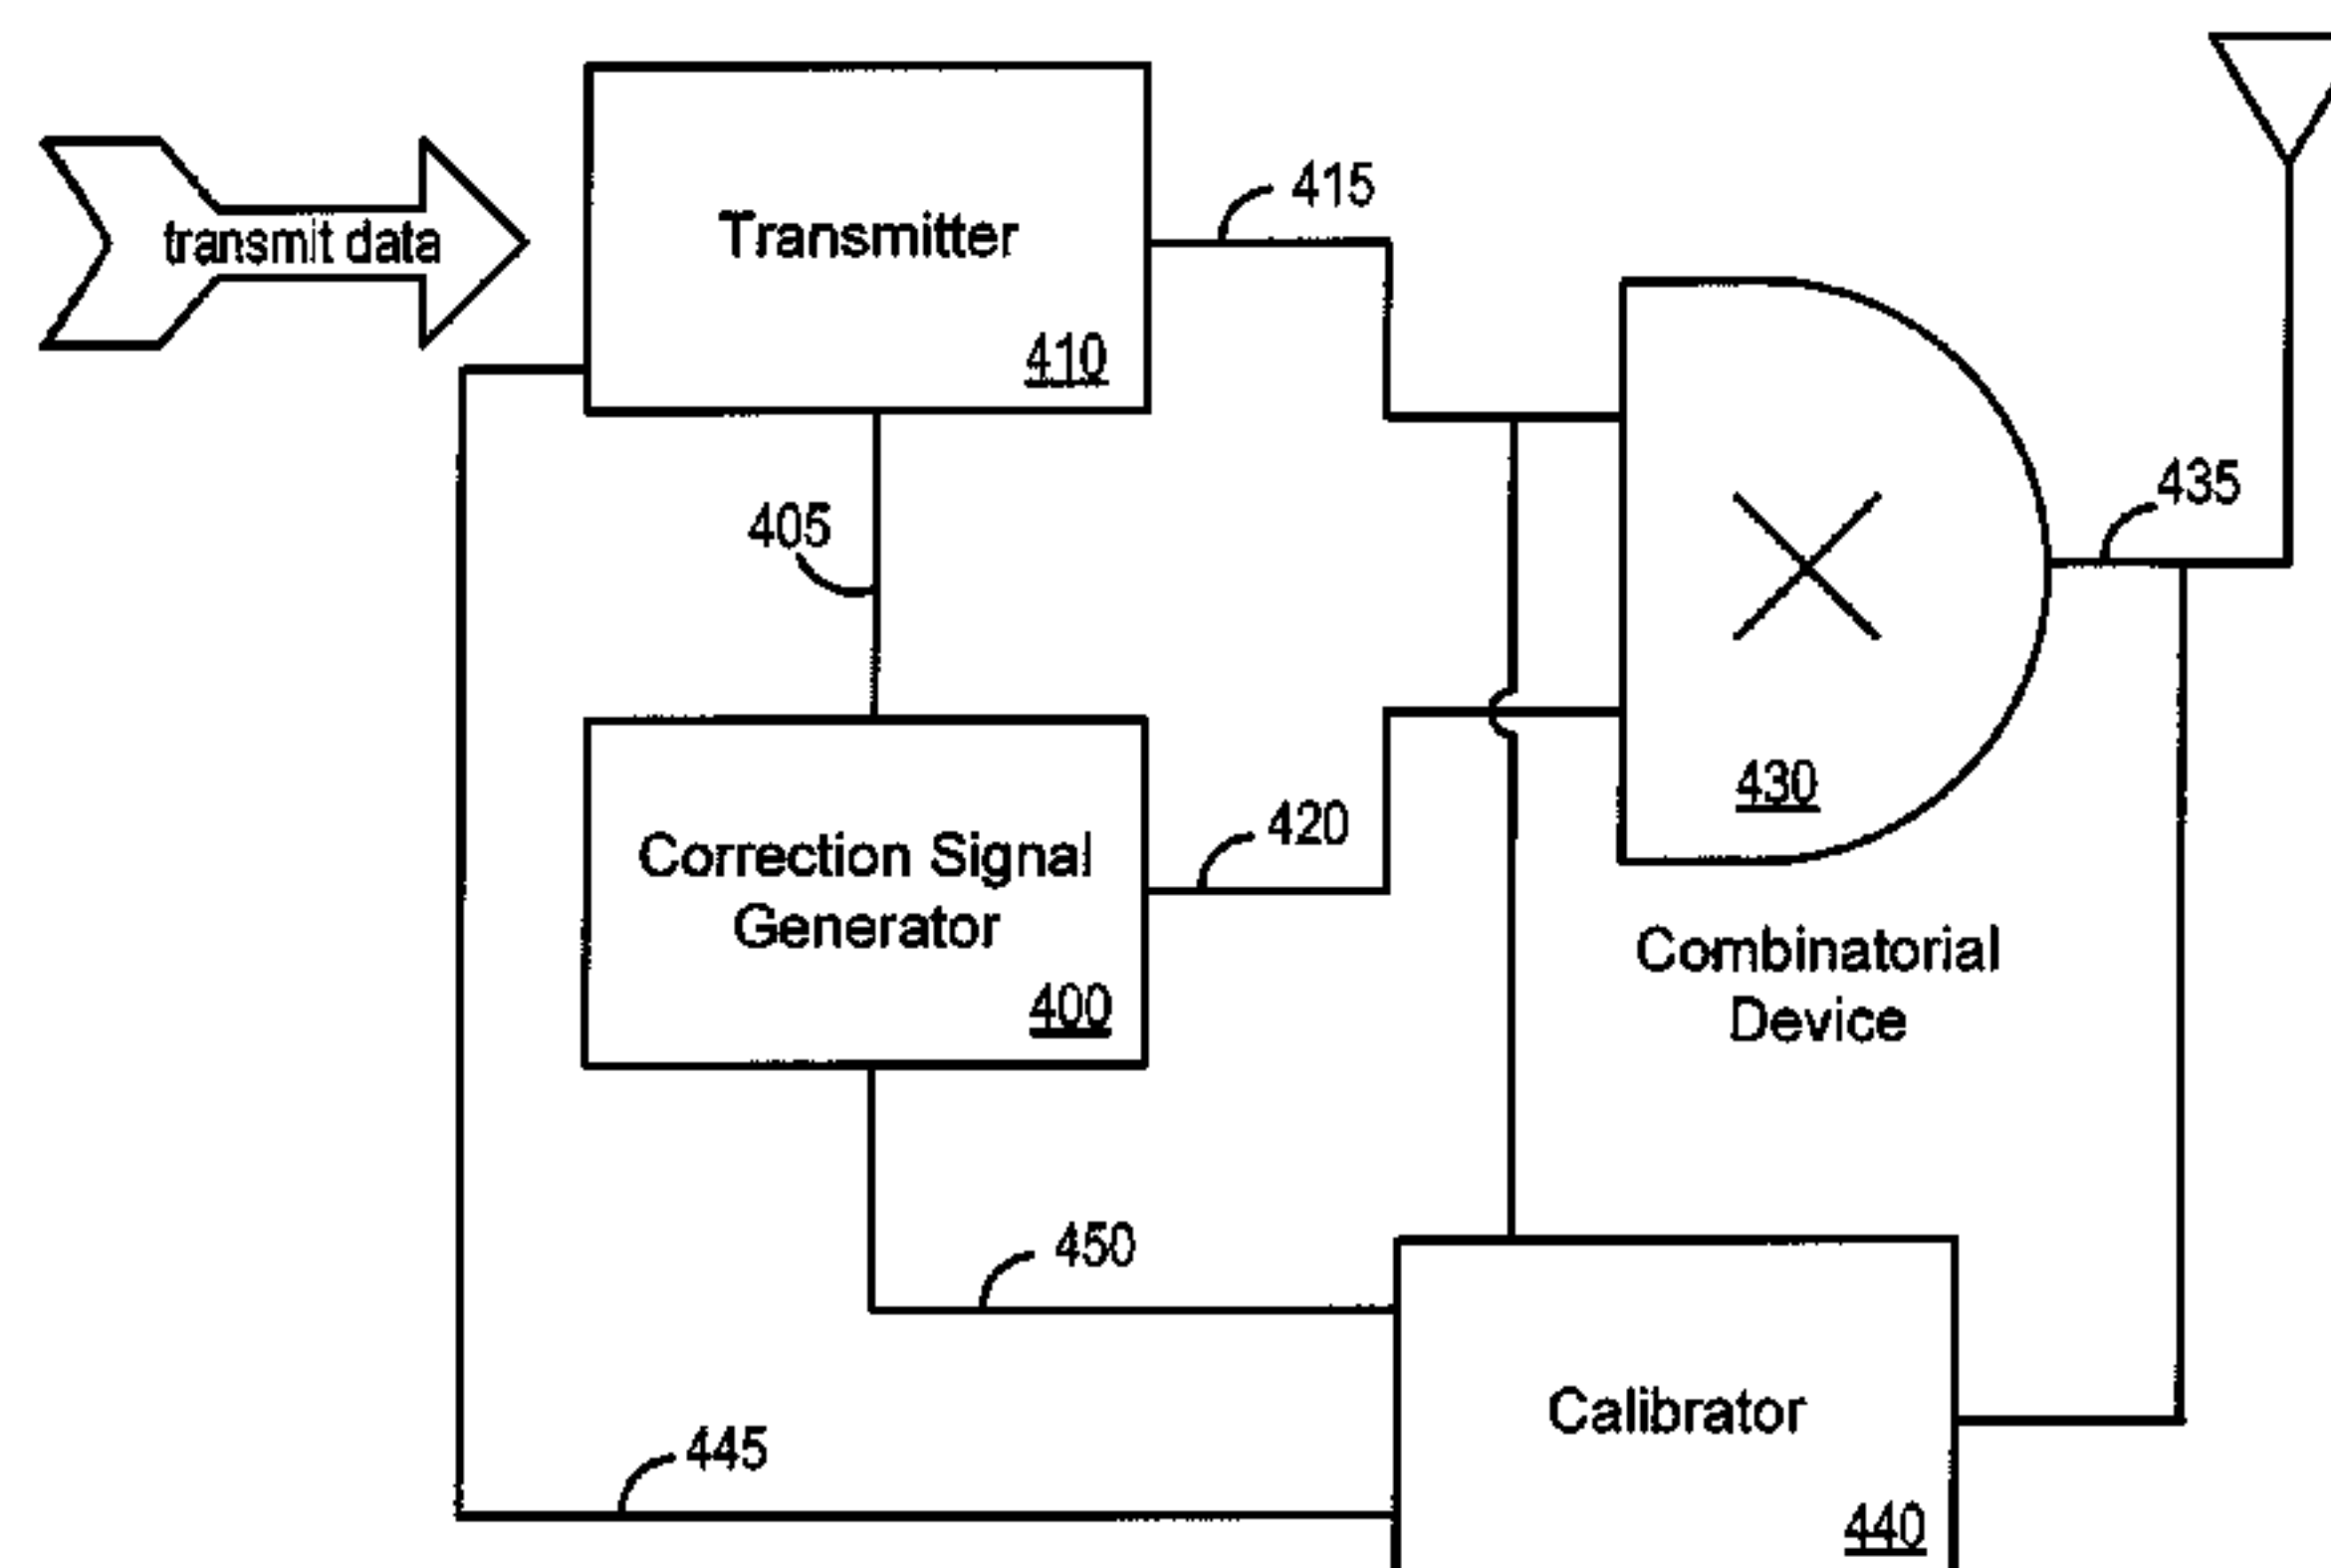 transmit data
Transmitter
410
415
405
435
430
Correction Signal
Generator
400
420
Combinatorial
Device
450
Calibrator
445
440